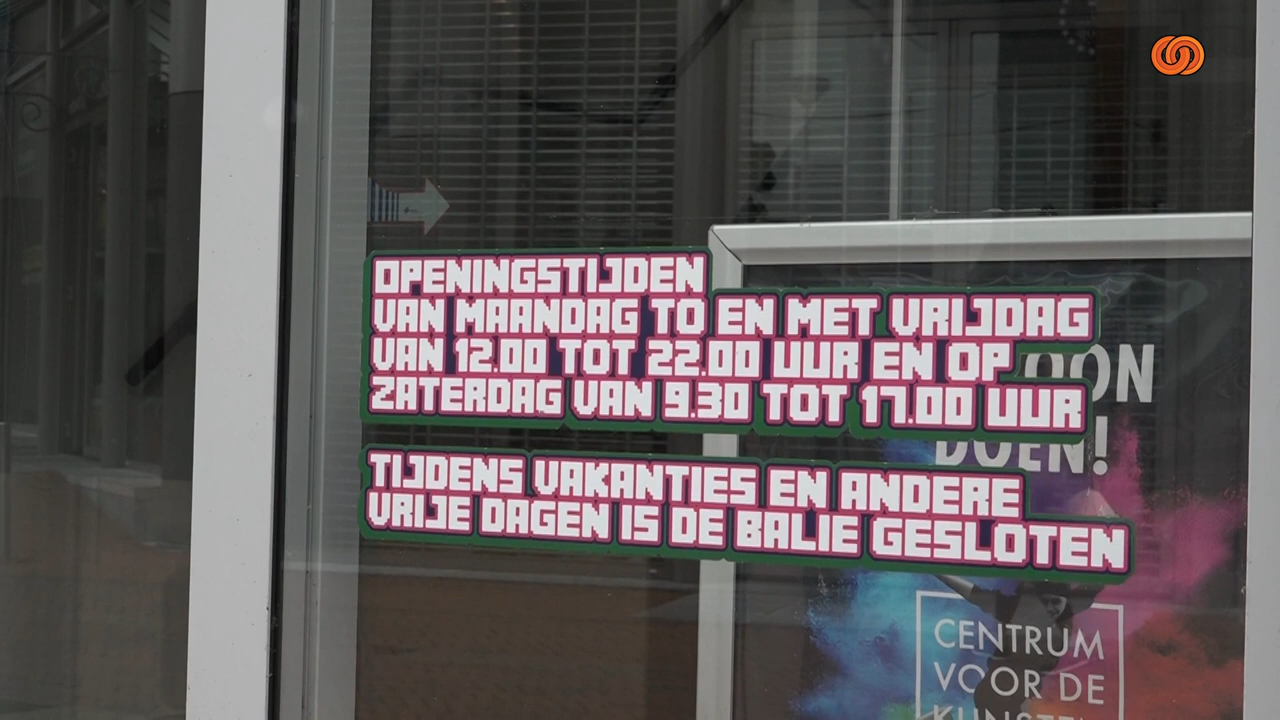 OPENINGSTIJDEN
VAN MAANDAG TO EN MET VRIJDAG
VAN 12.00 TOT 22.00 UUR EN OP
ZATERDAG VAN 9.30 TOT 17.00 UUR
TIJDENS VAKANTIES EN ANDERE
VRIJE DAGEN IS DE BALIE GESLOTEN
DOEN!
CENTRUM
VOOR DE
KUNSTEN